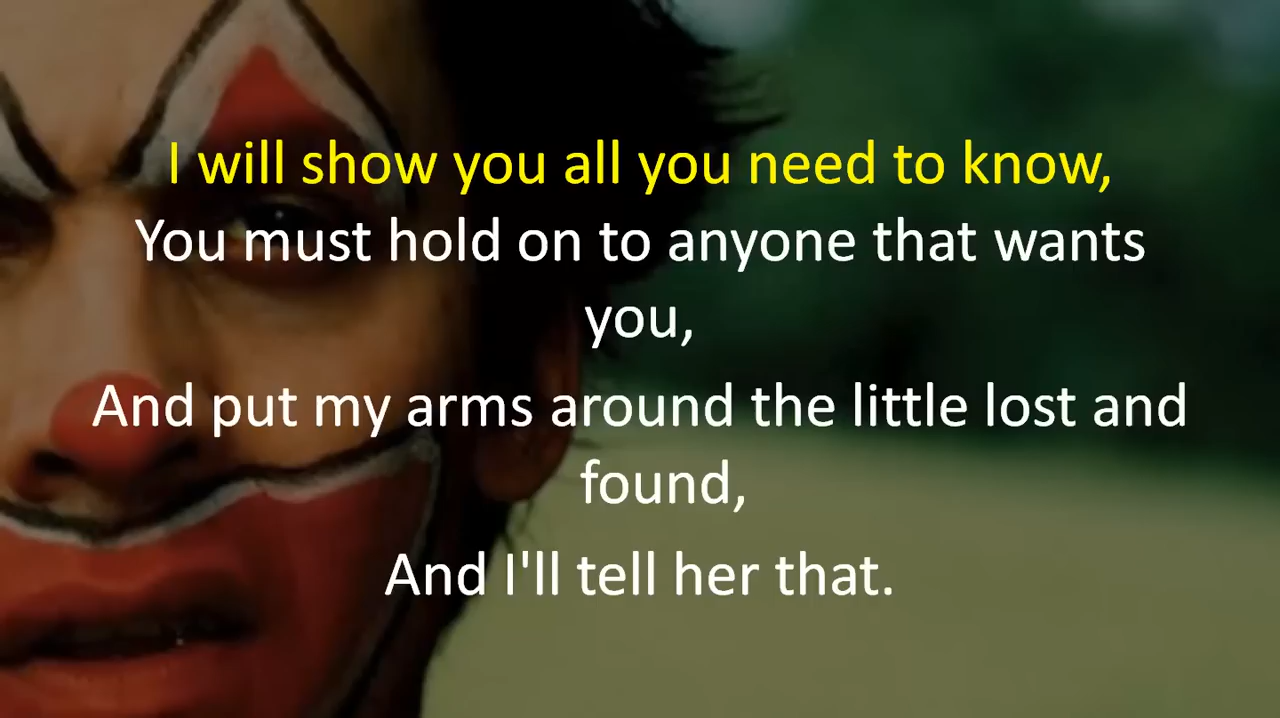 I will show you all you need to know,
You must hold on to anyone that wants
you,
And put my arms around the little lost and
found,
And I'll tell her that.